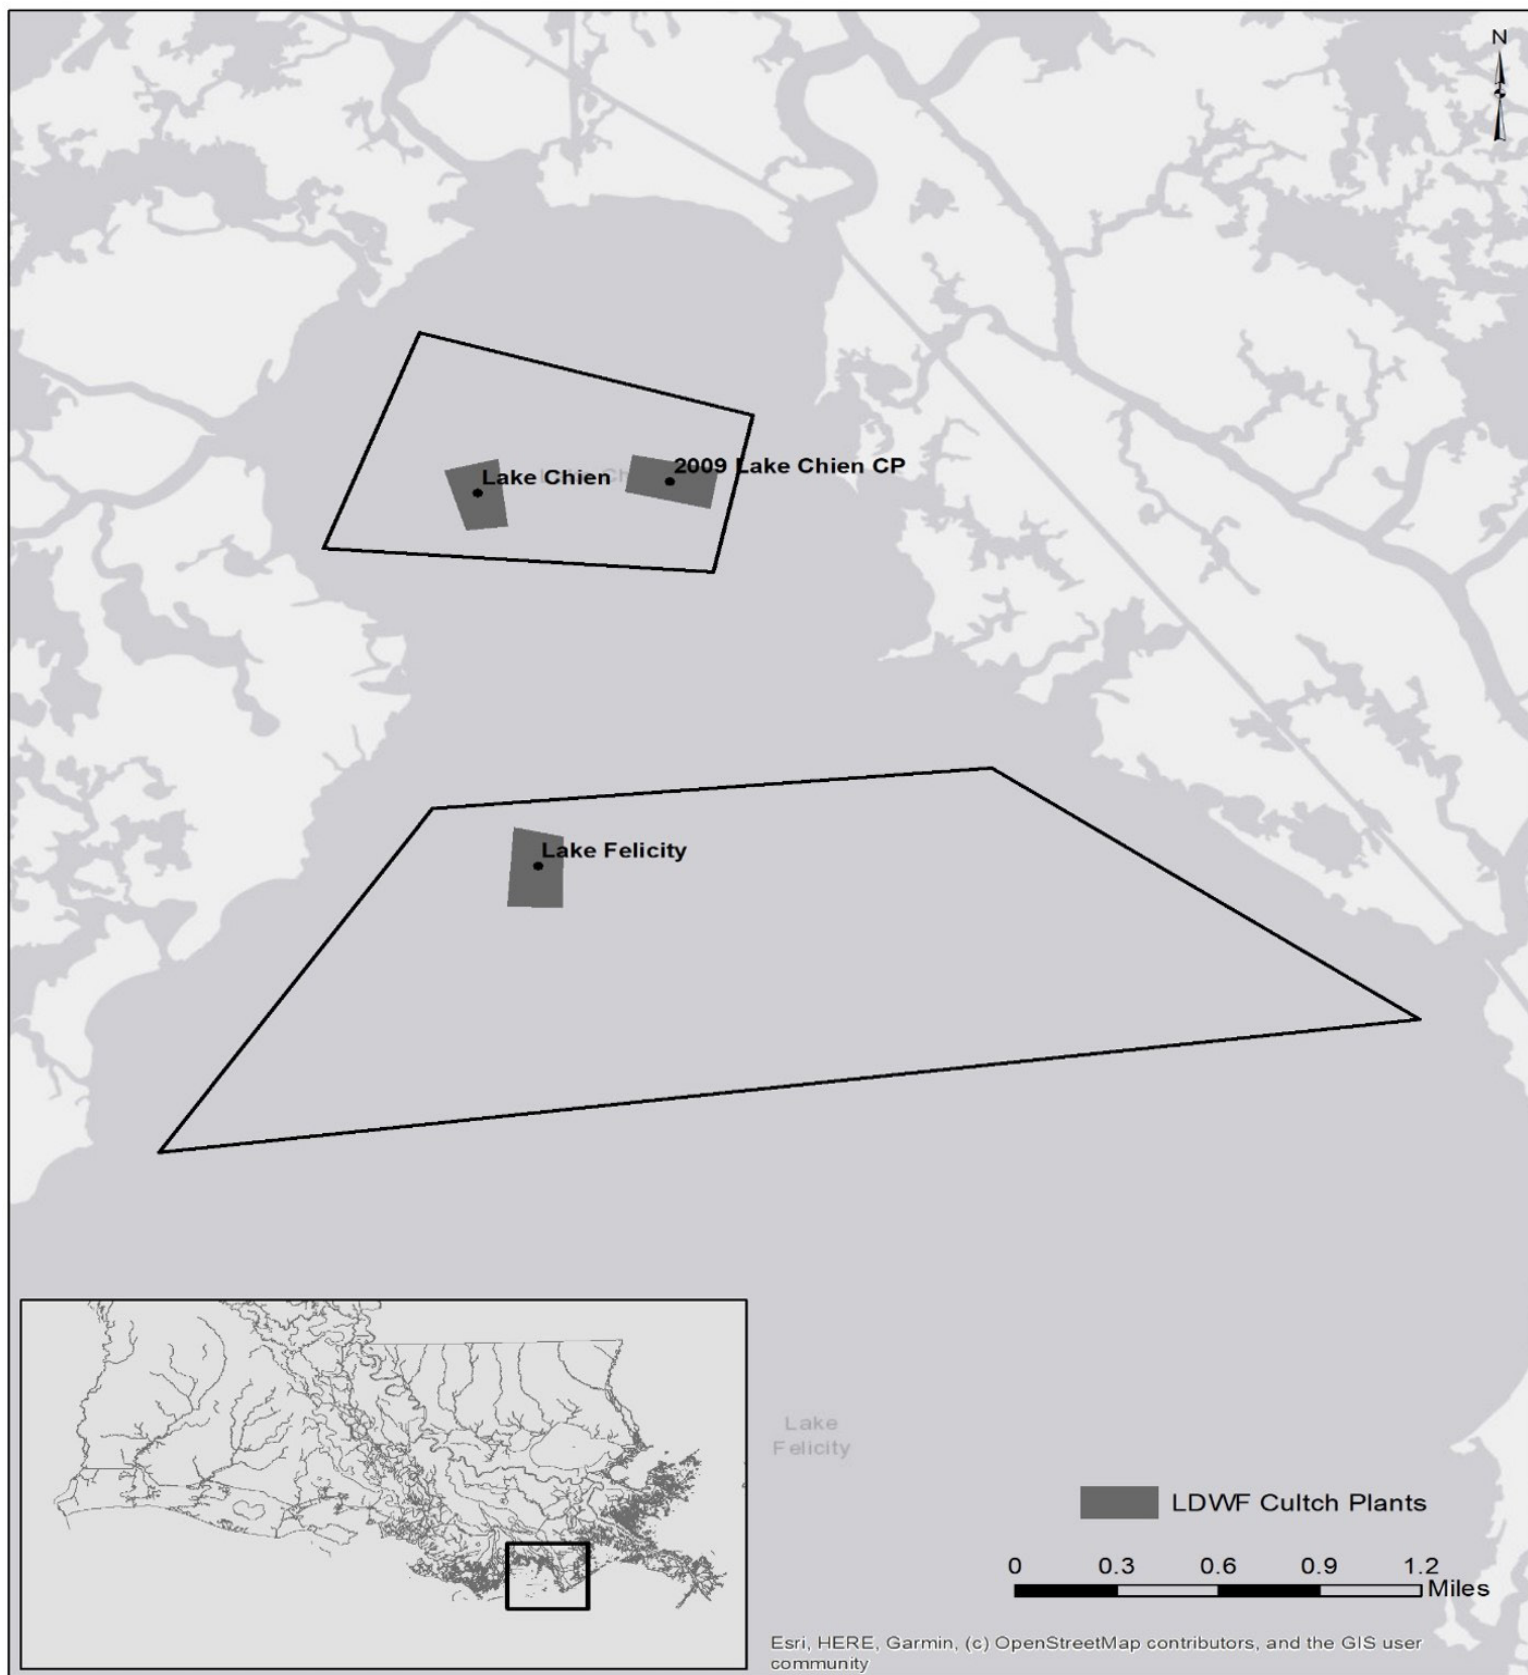 N
Lake Chien
2009 Lake Chien CP
Lake Felicity
Lake
Felicity
LDWF Cultch Plants
0 0.3 0.6 0.9 1.2
Miles
Esri, HERE, Garmin, (c) OpenStreetMap contributors, and the GIS user
community